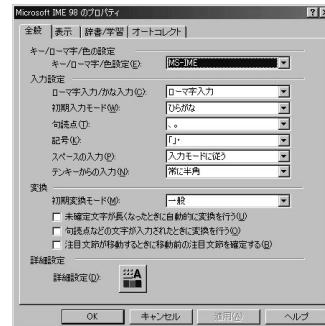 Microsoft IME 98 のプロパティ
全般 表示 辞書/学習 オートコレクト
キー/ローマ字/色の設定
キー/ローマ字/色設定(E): MS-IME
入力設定
ローマ字入力/かな入力(C): ローマ字入力
初期入力モード(W): ひらがな
句読点(T): 、。
記号(K): 「」・
スペースの入力(P): 入力モードに従う
テンキーからの入力(N): 常に半角
変換
初期変換モード(M): 一般
未確定文字が長くなったときに自動的に変換を行う(U)
句読点などの文字が入力されたときに変換を行う(I)
注目文節が移動するときに移動前の注目文節を確定する(G)
詳細設定
詳細設定(D): A
OK キャンセル 適用(A) ヘルプ